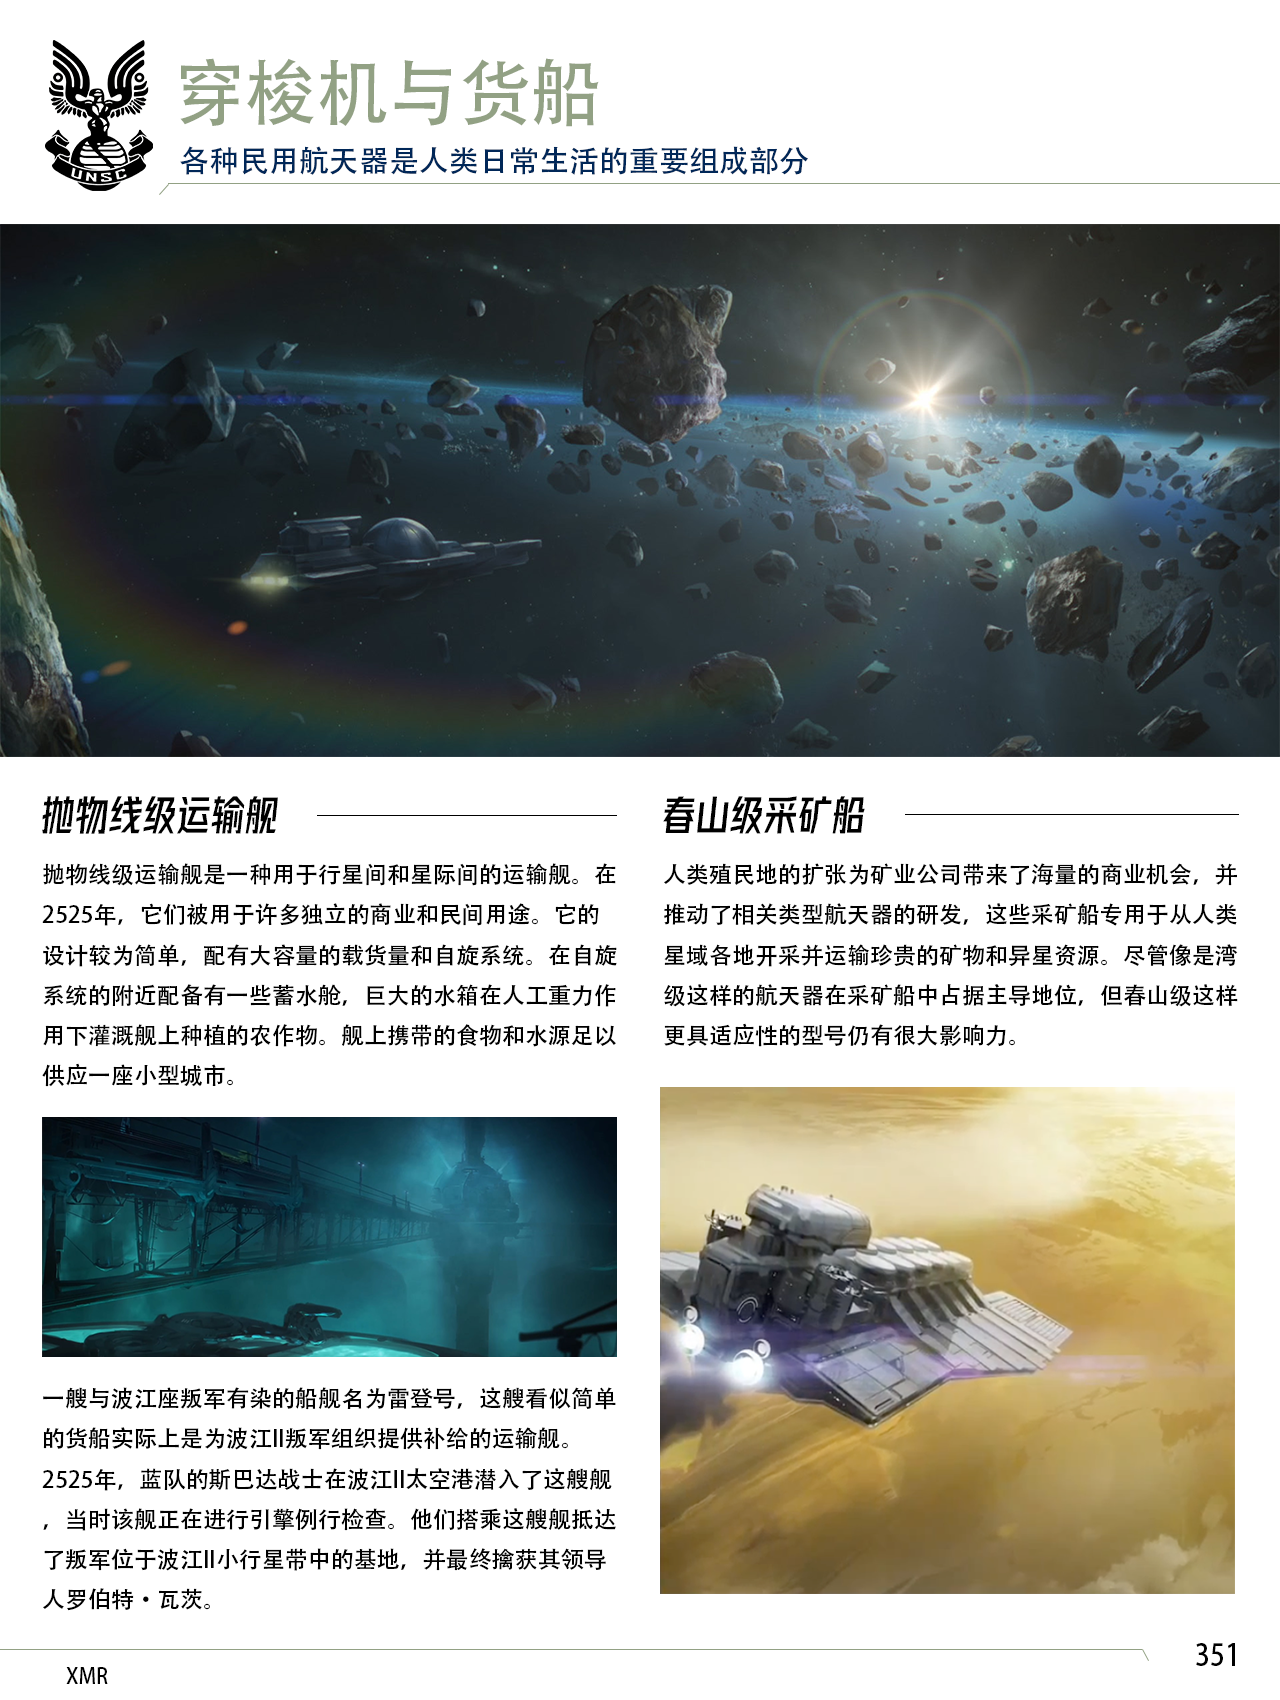 UNSC
穿梭机与货船
各种民用航天器是人类日常生活的重要组成部分
抛物线级运输舰
抛物线级运输舰是一种用于行星间和星际间的运输舰。在
2525年，它们被用于许多独立的商业和民间用途。它的
设计较为简单，配有大容量的载货量和自旋系统。在自旋
系统的附近配备有一些蓄水舱，巨大的水箱在人工重力作
用下灌溉舰上种植的农作物。舰上携带的食物和水源足以
供应一座小型城市。
一艘与波江座叛军有染的船舰名为雷登号，这艘看似简单
的货船实际上是为波江II叛军组织提供补给的运输舰。
2525年，蓝队的斯巴达战士在波江II太空港潜入了这艘舰
，当时该舰正在进行引擎例行检查。他们搭乘这艘舰抵达
了叛军位于波江II小行星带中的基地，并最终擒获其领导
人罗伯特·瓦茨。
春山级采矿船
人类殖民地的扩张为矿业公司带来了海量的商业机会，并
推动了相关类型航天器的研发，这些采矿船专用于从人类
星域各地开采并运输珍贵的矿物和异星资源。尽管像是湾
级这样的航天器在采矿船中占据主导地位，但春山级这样
更具适应性的型号仍有很大影响力。
XMR
351